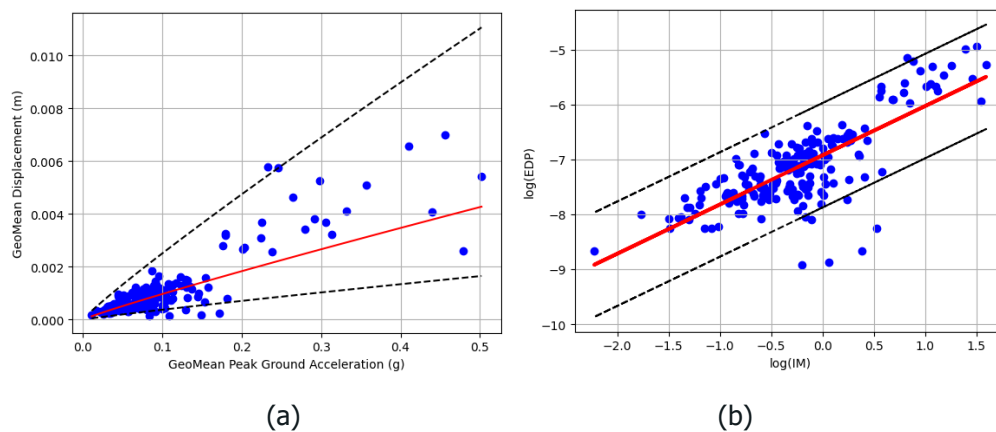 GeoMean Displacement (m)
0.010
0.008
0.006
0.004
0.002
0.000
0.0 0.1 0.2 0.3 0.4 0.5
GeoMean Peak Ground Acceleration (g)
(a)
log(EDP)
−5
−6
−7
−8
−9
−10
−2.0 −1.5 −1.0 −0.5 0.0 0.5 1.0 1.5
log(IM)
(b)